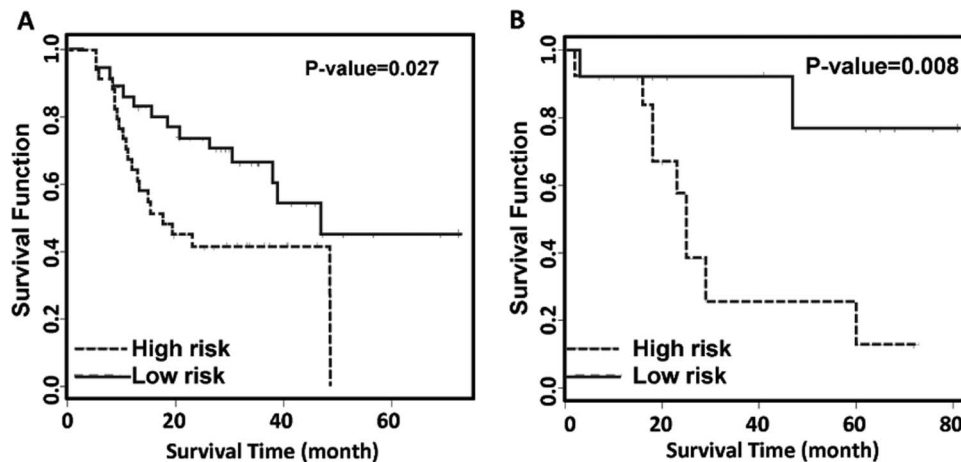 A
P-value=0.027
Survival Function
1.0
0.8
0.6
0.4
0.2
0.0
High risk
Low risk
0 20 40 60
Survival Time (month)
B
P-value=0.008
Survival Function
1.0
0.8
0.6
0.4
0.2
0.0
High risk
Low risk
0 20 40 60 80
Survival Time (month)